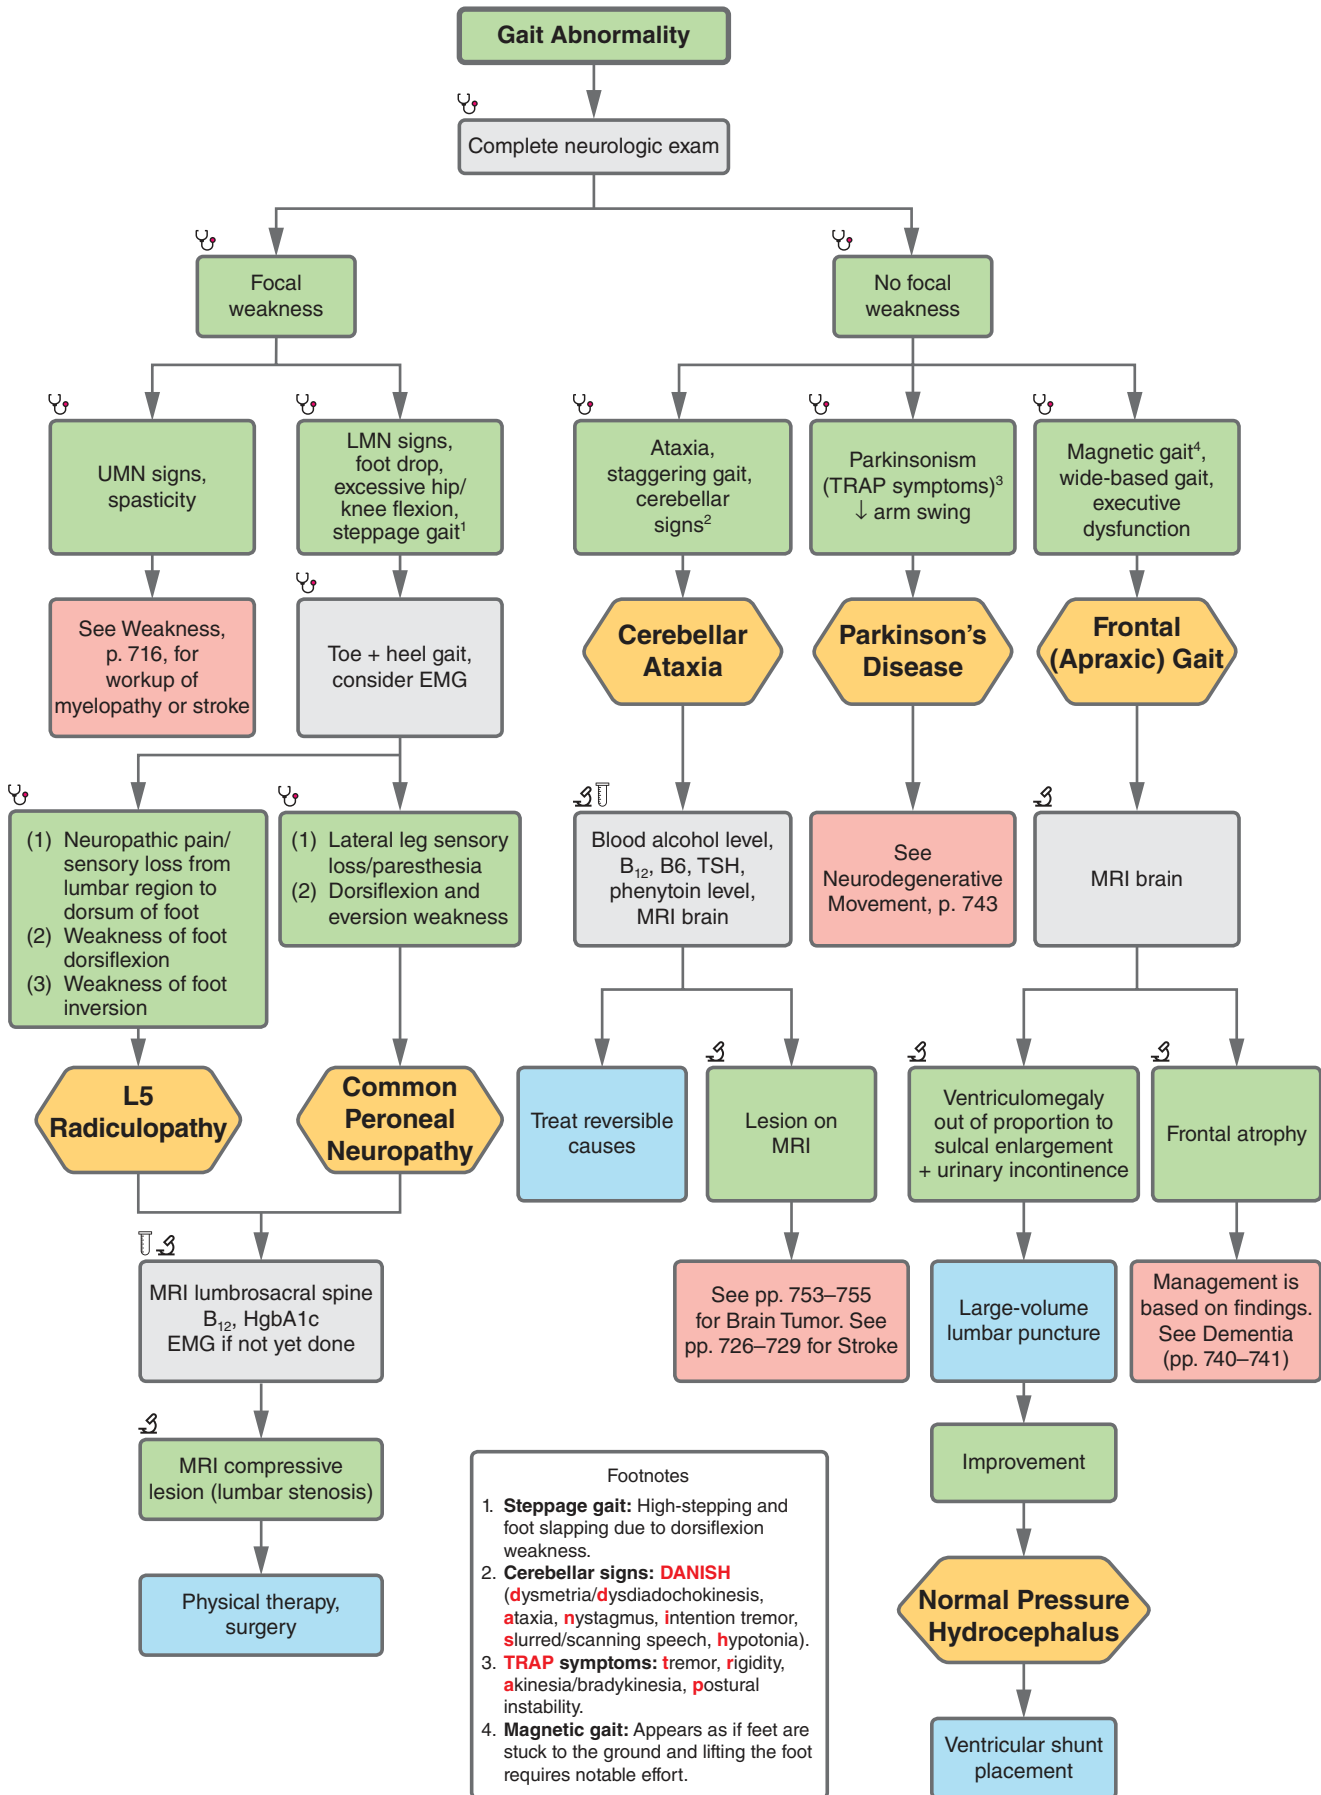 Gait Abnormality
Complete neurologic exam
Focal
weakness
No focal
weakness
UMN signs,
spasticity
LMN signs,
foot drop,
excessive hip/
knee flexion,
steppage gait1
Ataxia,
staggering gait,
cerebellar
signs2
Parkinsonism
(TRAP symptoms)3
↓ arm swing
Magnetic gait4,
wide-based gait,
executive
dysfunction
See Weakness,
p. 716, for
workup of
myelopathy or stroke
Toe + heel gait,
consider EMG
Cerebellar
Ataxia
Parkinson's
Disease
Frontal
(Apraxic) Gait
(1) Neuropathic pain/
sensory loss from
lumbar region to
dorsum of foot
(2) Weakness of foot
dorsiflexion
(3) Weakness of foot
inversion
(1) Lateral leg sensory
loss/paresthesia
(2) Dorsiflexion and
eversion weakness
Blood alcohol level,
B12, B6, TSH,
phenytoin level,
MRI brain
See
Neurodegenerative
Movement, p. 743
MRI brain
L5
Radiculopathy
Common
Peroneal
Neuropathy
Treat reversible
causes
Lesion on
MRI
Ventriculomegaly
out of proportion to
sulcal enlargement
+ urinary incontinence
Frontal atrophy
MRI lumbrosacral spine
B12, HgbA1c
EMG if not yet done
See pp. 753–755
for Brain Tumor. See
pp. 726–729 for Stroke
Large-volume
lumbar puncture
Management is
based on findings.
See Dementia
(pp. 740–741)
MRI compressive
lesion (lumbar stenosis)
Improvement
Physical therapy,
surgery
Normal Pressure
Hydrocephalus
Ventricular shunt
placement
Footnotes
1. Steppage gait: High-stepping and
foot slapping due to dorsiflexion
weakness.
2. Cerebellar signs: DANISH
(dysmetria/dysdiadochokinesis,
ataxia, nystagmus, intention tremor,
slurred/scanning speech, hypotonia).
3. TRAP symptoms: tremor, rigidity,
akinesia/bradykinesia, postural
instability.
4. Magnetic gait: Appears as if feet are
stuck to the ground and lifting the foot
requires notable effort.